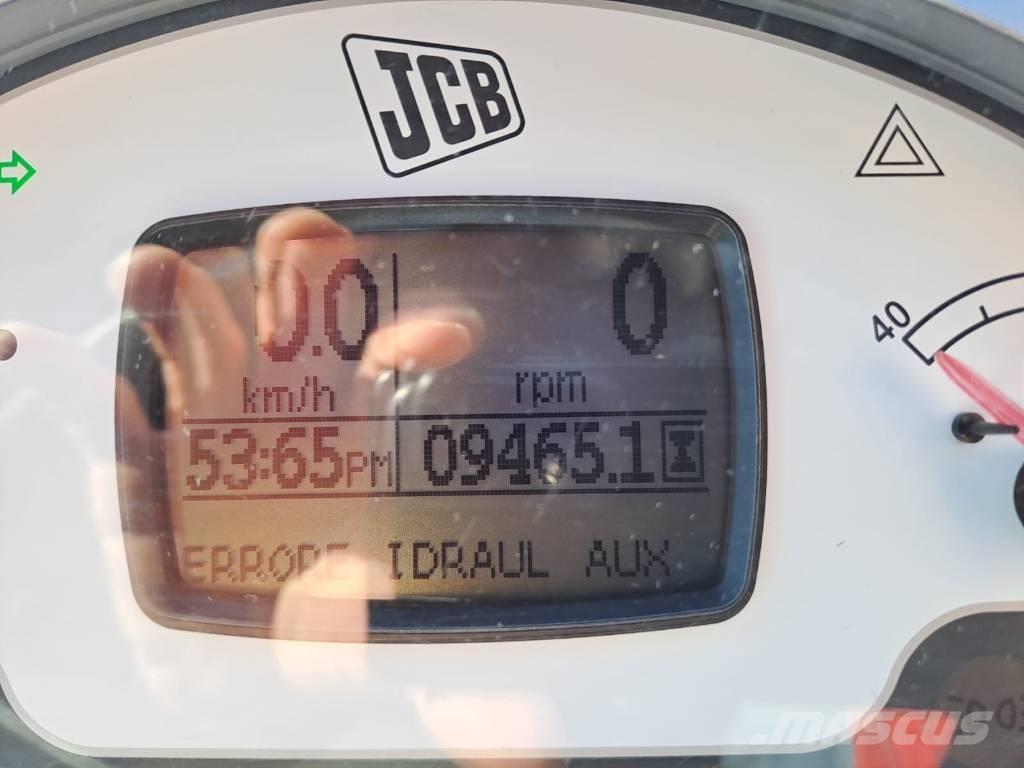 JCB
0.0 0
km/h rpm
53:65PM 09465.1
ERRORE IDRAUL AUX
40
mascus